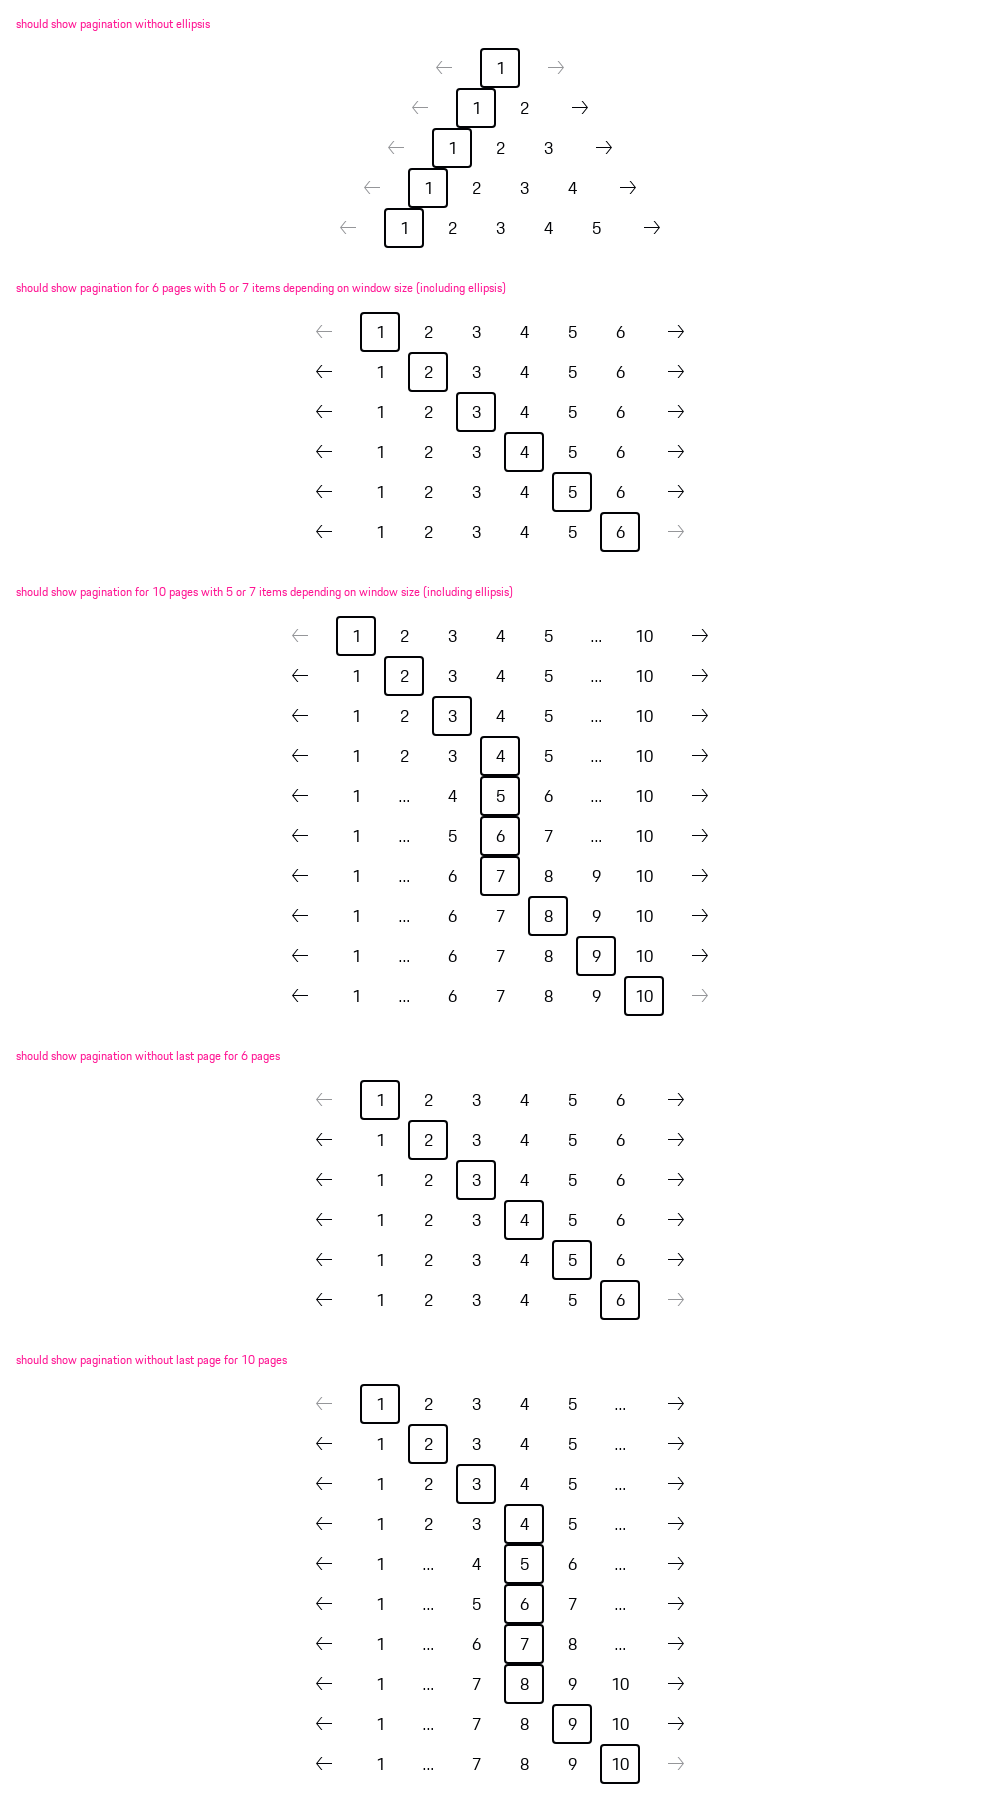 should show pagination without ellipsis
← 1 →
← 1 2 →
← 1 2 3 →
← 1 2 3 4 →
← 1 2 3 4 5 →
should show pagination for 6 pages with 5 or 7 items depending on window size (including ellipsis)
← 1 2 3 4 5 6 →
← 1 2 3 4 5 6 →
← 1 2 3 4 5 6 →
← 1 2 3 4 5 6 →
← 1 2 3 4 5 6 →
← 1 2 3 4 5 6 →
should show pagination for 10 pages with 5 or 7 items depending on window size (including ellipsis)
← 1 2 3 4 5 ... 10 →
← 1 2 3 4 5 ... 10 →
← 1 2 3 4 5 ... 10 →
← 1 2 3 4 5 ... 10 →
← 1 ... 4 5 6 ... 10 →
← 1 ... 5 6 7 ... 10 →
← 1 ... 6 7 8 9 10 →
← 1 ... 6 7 8 9 10 →
← 1 ... 6 7 8 9 10 →
← 1 ... 6 7 8 9 10 →
should show pagination without last page for 6 pages
← 1 2 3 4 5 6 →
← 1 2 3 4 5 6 →
← 1 2 3 4 5 6 →
← 1 2 3 4 5 6 →
← 1 2 3 4 5 6 →
← 1 2 3 4 5 6 →
should show pagination without last page for 10 pages
← 1 2 3 4 5 ... →
← 1 2 3 4 5 ... →
← 1 2 3 4 5 ... →
← 1 2 3 4 5 ... →
← 1 ... 4 5 6 ... →
← 1 ... 5 6 7 ... →
← 1 ... 6 7 8 ... →
← 1 ... 7 8 9 10 →
← 1 ... 7 8 9 10 →
← 1 ... 7 8 9 10 →